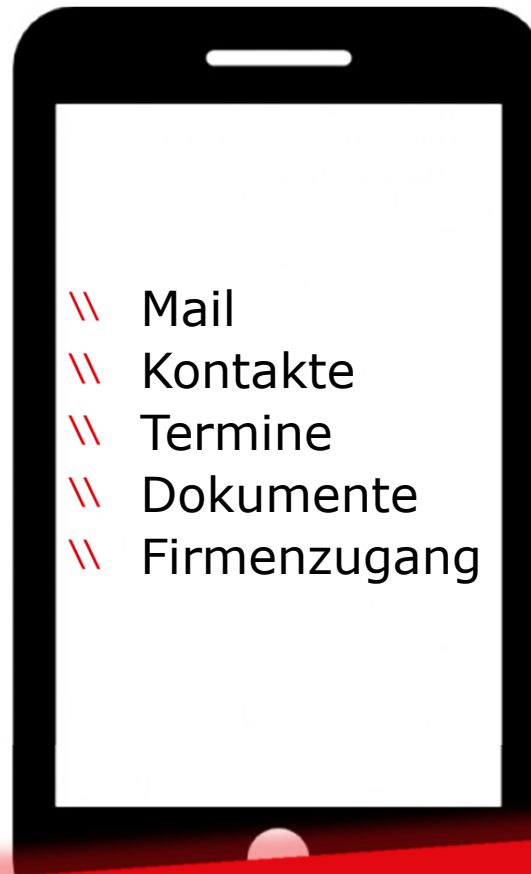 \\ Mail
\\ Kontakte
\\ Termine
\\ Dokumente
\\ Firmenzugang